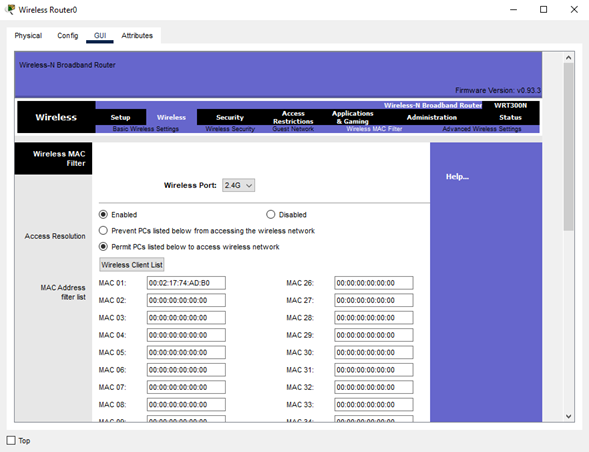 Wireless Router0
Physical Config GUI Attributes
Wireless-N Broadband Router
Firmware Version: v0.93.3
Wireless-N Broadband Router WRT300N
Wireless
Setup Wireless Security Access Restrictions Applications & Gaming Administration Status
Basic Wireless Settings Wireless Security Guest Network Wireless MAC Filter Advanced Wireless Settings
Wireless MAC
Filter
Help...
Wireless Port: 2.4G
Enabled Disabled
Prevent PCs listed below from accessing the wireless network
Access Resolution
Permit PCs listed below to access wireless network
Wireless Client List
MAC Address
filter list
MAC 01: 00:02:17:74:AD:B0 MAC 26: 00:00:00:00:00:00
MAC 02: 00:00:00:00:00:00 MAC 27: 00:00:00:00:00:00
MAC 03: 00:00:00:00:00:00 MAC 28: 00:00:00:00:00:00
MAC 04: 00:00:00:00:00:00 MAC 29: 00:00:00:00:00:00
MAC 05: 00:00:00:00:00:00 MAC 30: 00:00:00:00:00:00
MAC 06: 00:00:00:00:00:00 MAC 31: 00:00:00:00:00:00
MAC 07: 00:00:00:00:00:00 MAC 32: 00:00:00:00:00:00
MAC 08: 00:00:00:00:00:00 MAC 33: 00:00:00:00:00:00
Top